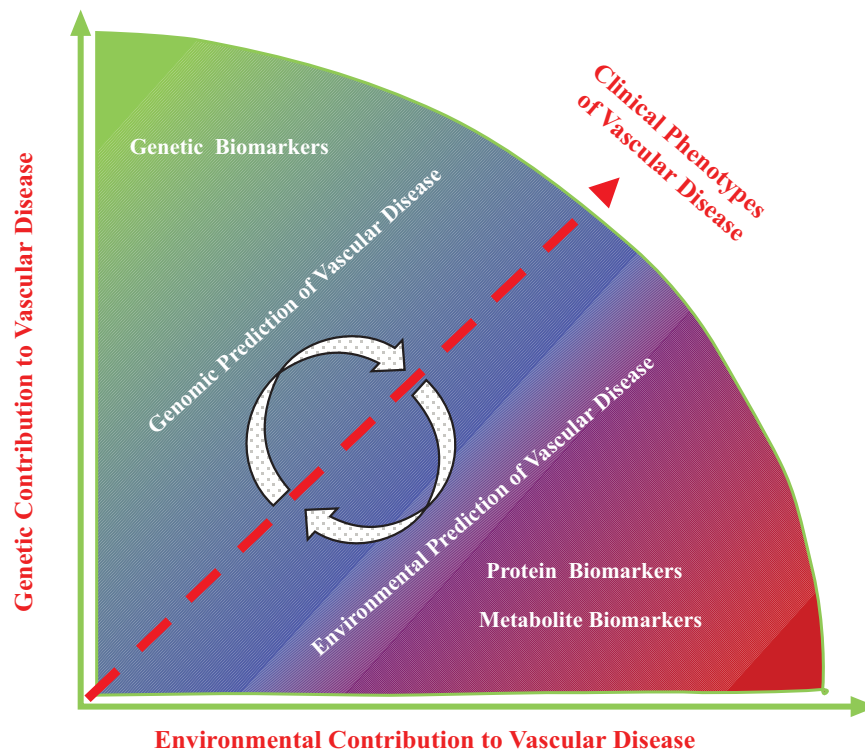 Clinical Phenotypes
of Vascular Disease
Genetic Biomarkers
Genomic Prediction of Vascular Disease
Genetic Contribution to Vascular Disease
Environmental Prediction of Vascular Disease
Protein Biomarkers
Metabolite Biomarkers
Environmental Contribution to Vascular Disease